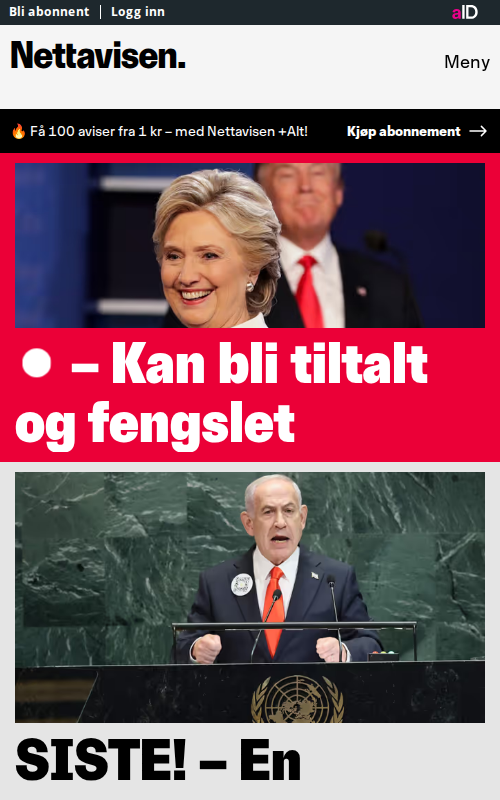 Bli abonnent | Logg inn
aID
Nettavisen.
Meny
🔥 Få 100 aviser fra 1 kr – med Nettavisen +Alt!
Kjøp abonnement →
– Kan bli tiltalt
og fengslet
SISTE! – En